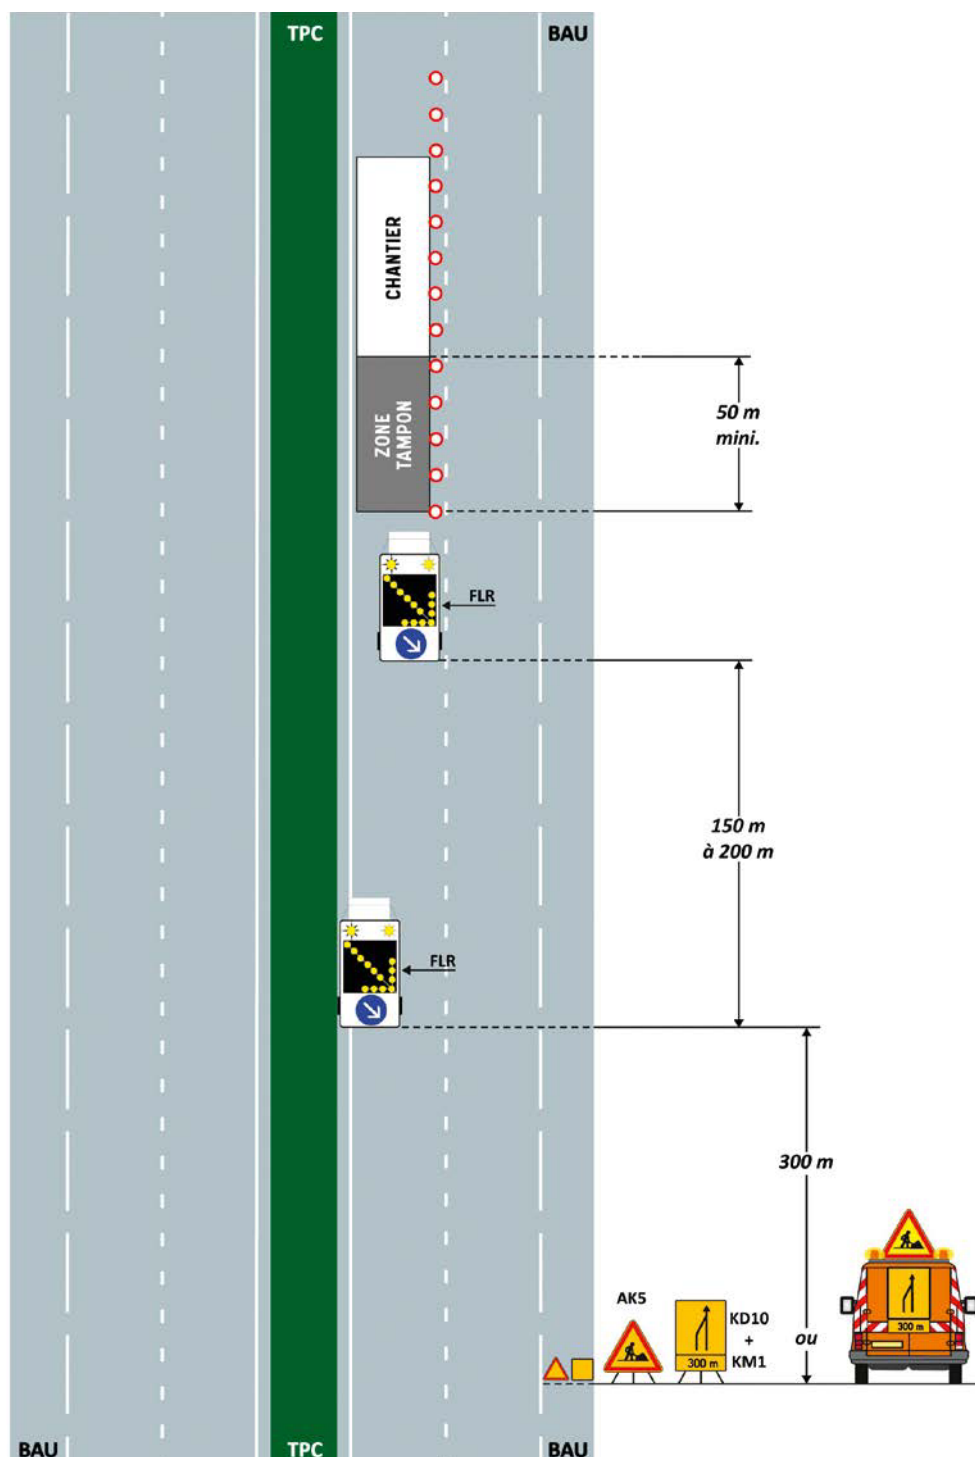 TPC
BAU
CHANTIER
ZONE
TAMPON
50 m
mini.
FLR
150 m
à 200 m
FLR
300 m
AK5
KD10
+
KM1
300 m
ou
300 m
BAU
TPC
BAU